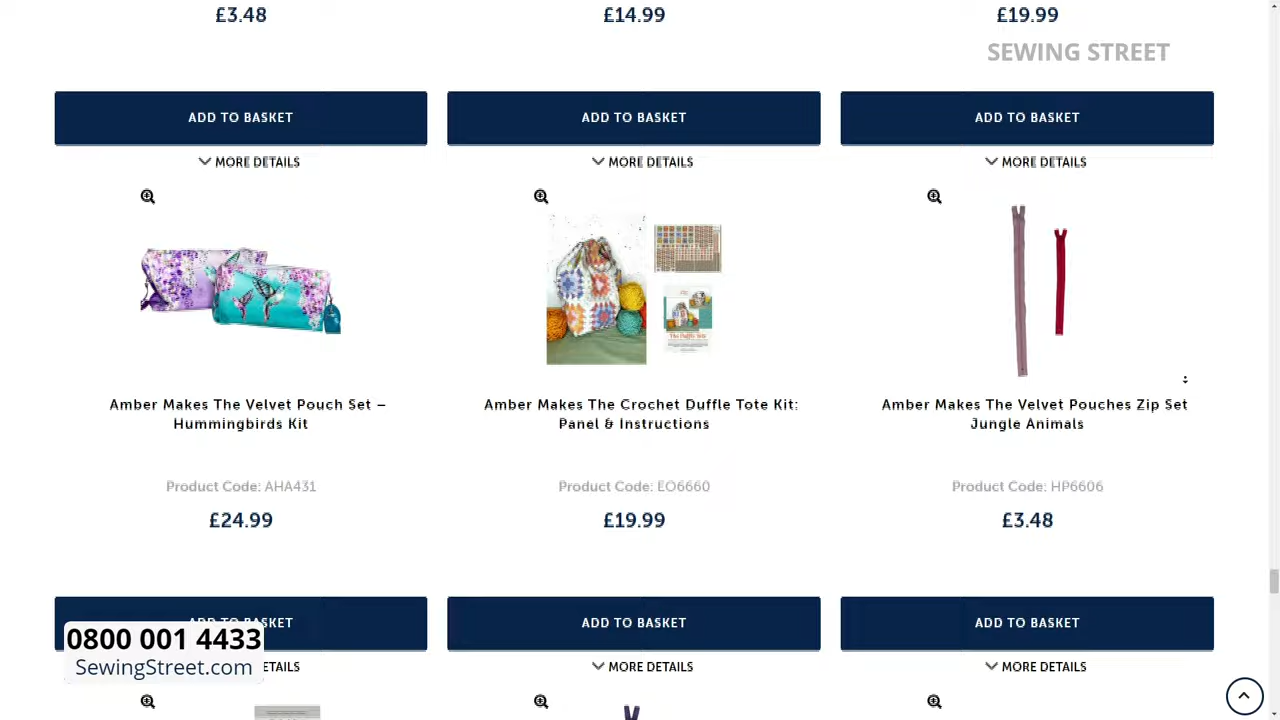 £3.48
£14.99
£19.99
SEWING STREET
ADD TO BASKET
ADD TO BASKET
ADD TO BASKET
MORE DETAILS
MORE DETAILS
MORE DETAILS
Amber Makes The Velvet Pouch Set –
Hummingbirds Kit
Amber Makes The Crochet Duffle Tote Kit:
Panel & Instructions
Amber Makes The Velvet Pouches Zip Set
Jungle Animals
Product Code: AHA431
Product Code: EO6660
Product Code: HP6606
£24.99
£19.99
£3.48
ADD TO BASKET
ADD TO BASKET
ADD TO BASKET
0800 001 4433
SewingStreet.com
ETAILS
MORE DETAILS
MORE DETAILS